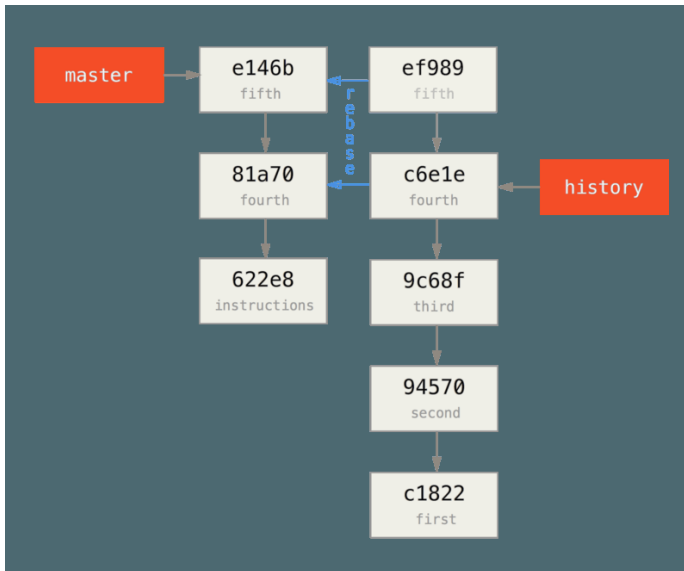 master
e146b
fifth
ef989
fifth
rebase
81a70
fourth
c6e1e
fourth
history
622e8
instructions
9c68f
third
94570
second
c1822
first